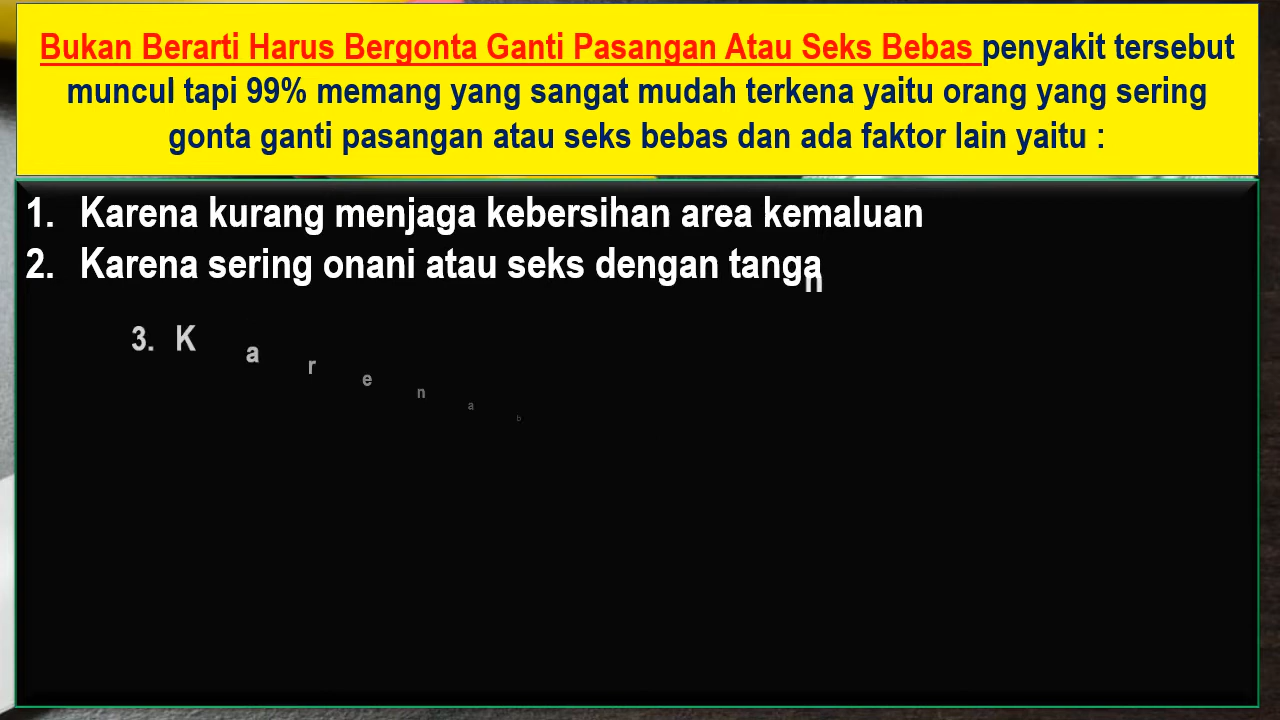 Bukan Berarti Harus Bergonta Ganti Pasangan Atau Seks Bebas penyakit tersebut
muncul tapi 99% memang yang sangat mudah terkena yaitu orang yang sering
gonta ganti pasangan atau seks bebas dan ada faktor lain yaitu :
1. Karena kurang menjaga kebersihan area kemaluan
2. Karena sering onani atau seks dengan tangan
3. Karena b